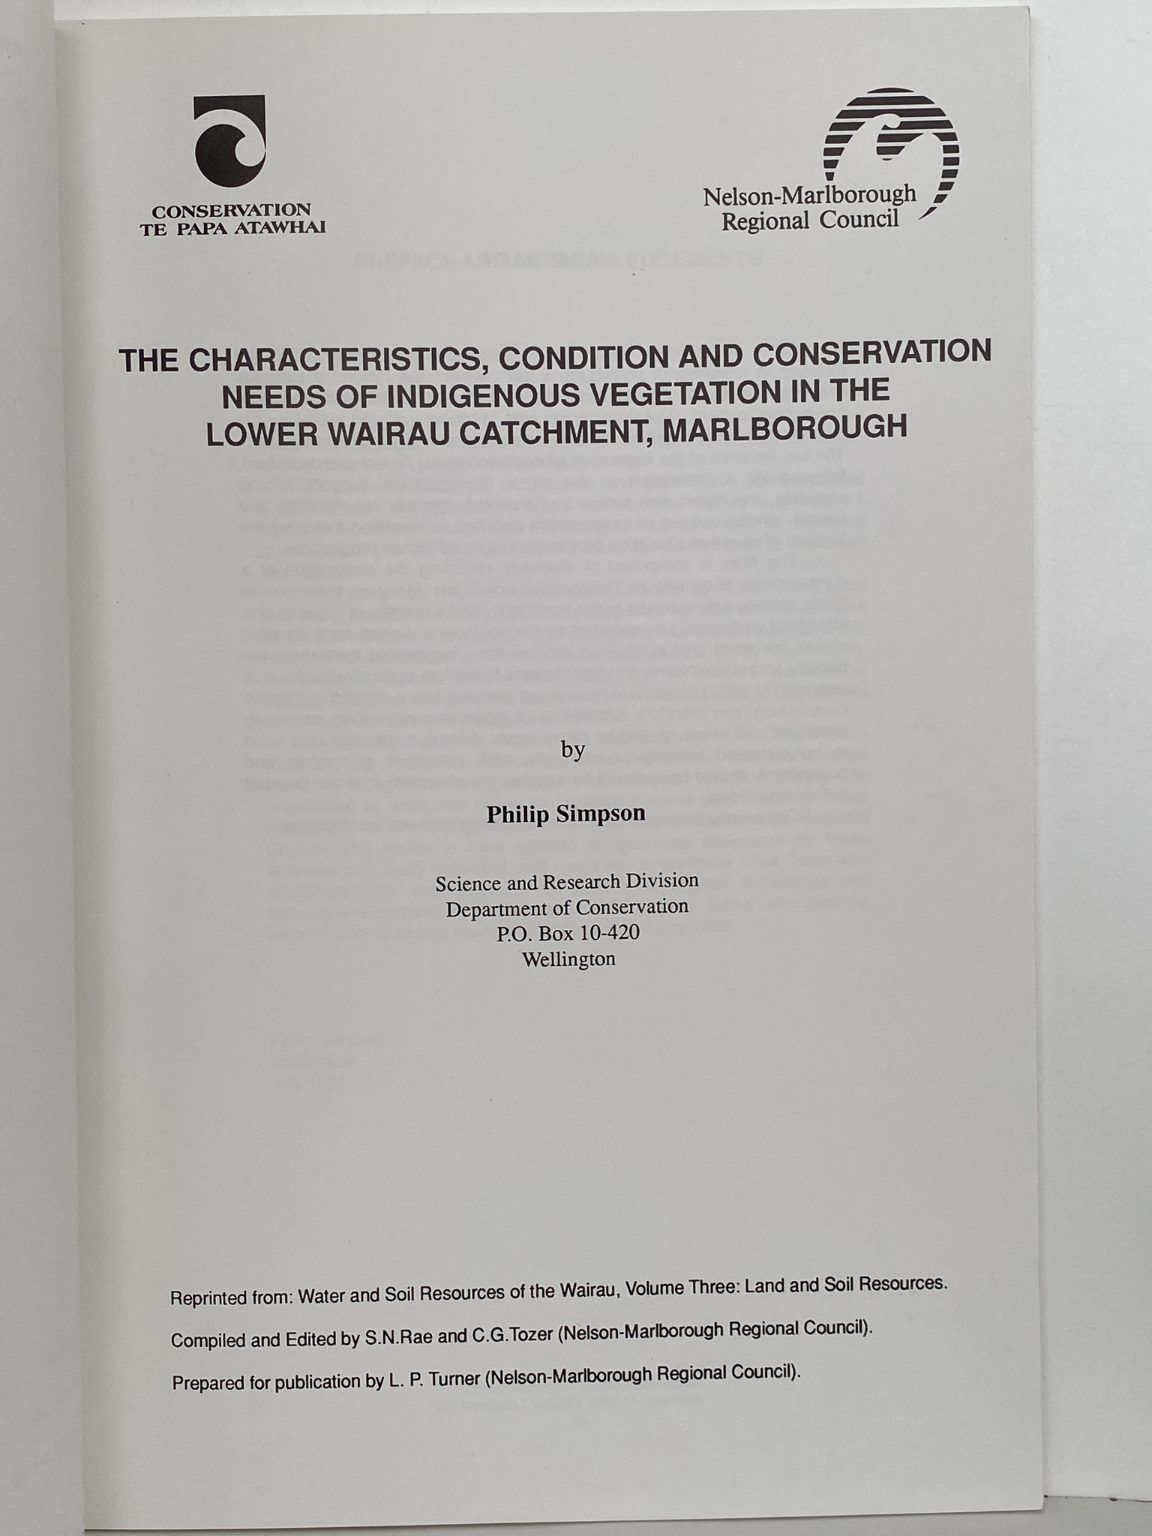 CONSERVATION
TE PAPA ATAWHAI
Nelson-Marlborough
Regional Council
THE CHARACTERISTICS, CONDITION AND CONSERVATION
NEEDS OF INDIGENOUS VEGETATION IN THE
LOWER WAIRAU CATCHMENT, MARLBOROUGH
by
Philip Simpson
Science and Research Division
Department of Conservation
P.O. Box 10-420
Wellington
Reprinted from: Water and Soil Resources of the Wairau, Volume Three: Land and Soil Resources.
Compiled and Edited by S.N.Rae and C.G.Tozer (Nelson-Marlborough Regional Council).
Prepared for publication by L. P. Turner (Nelson-Marlborough Regional Council).